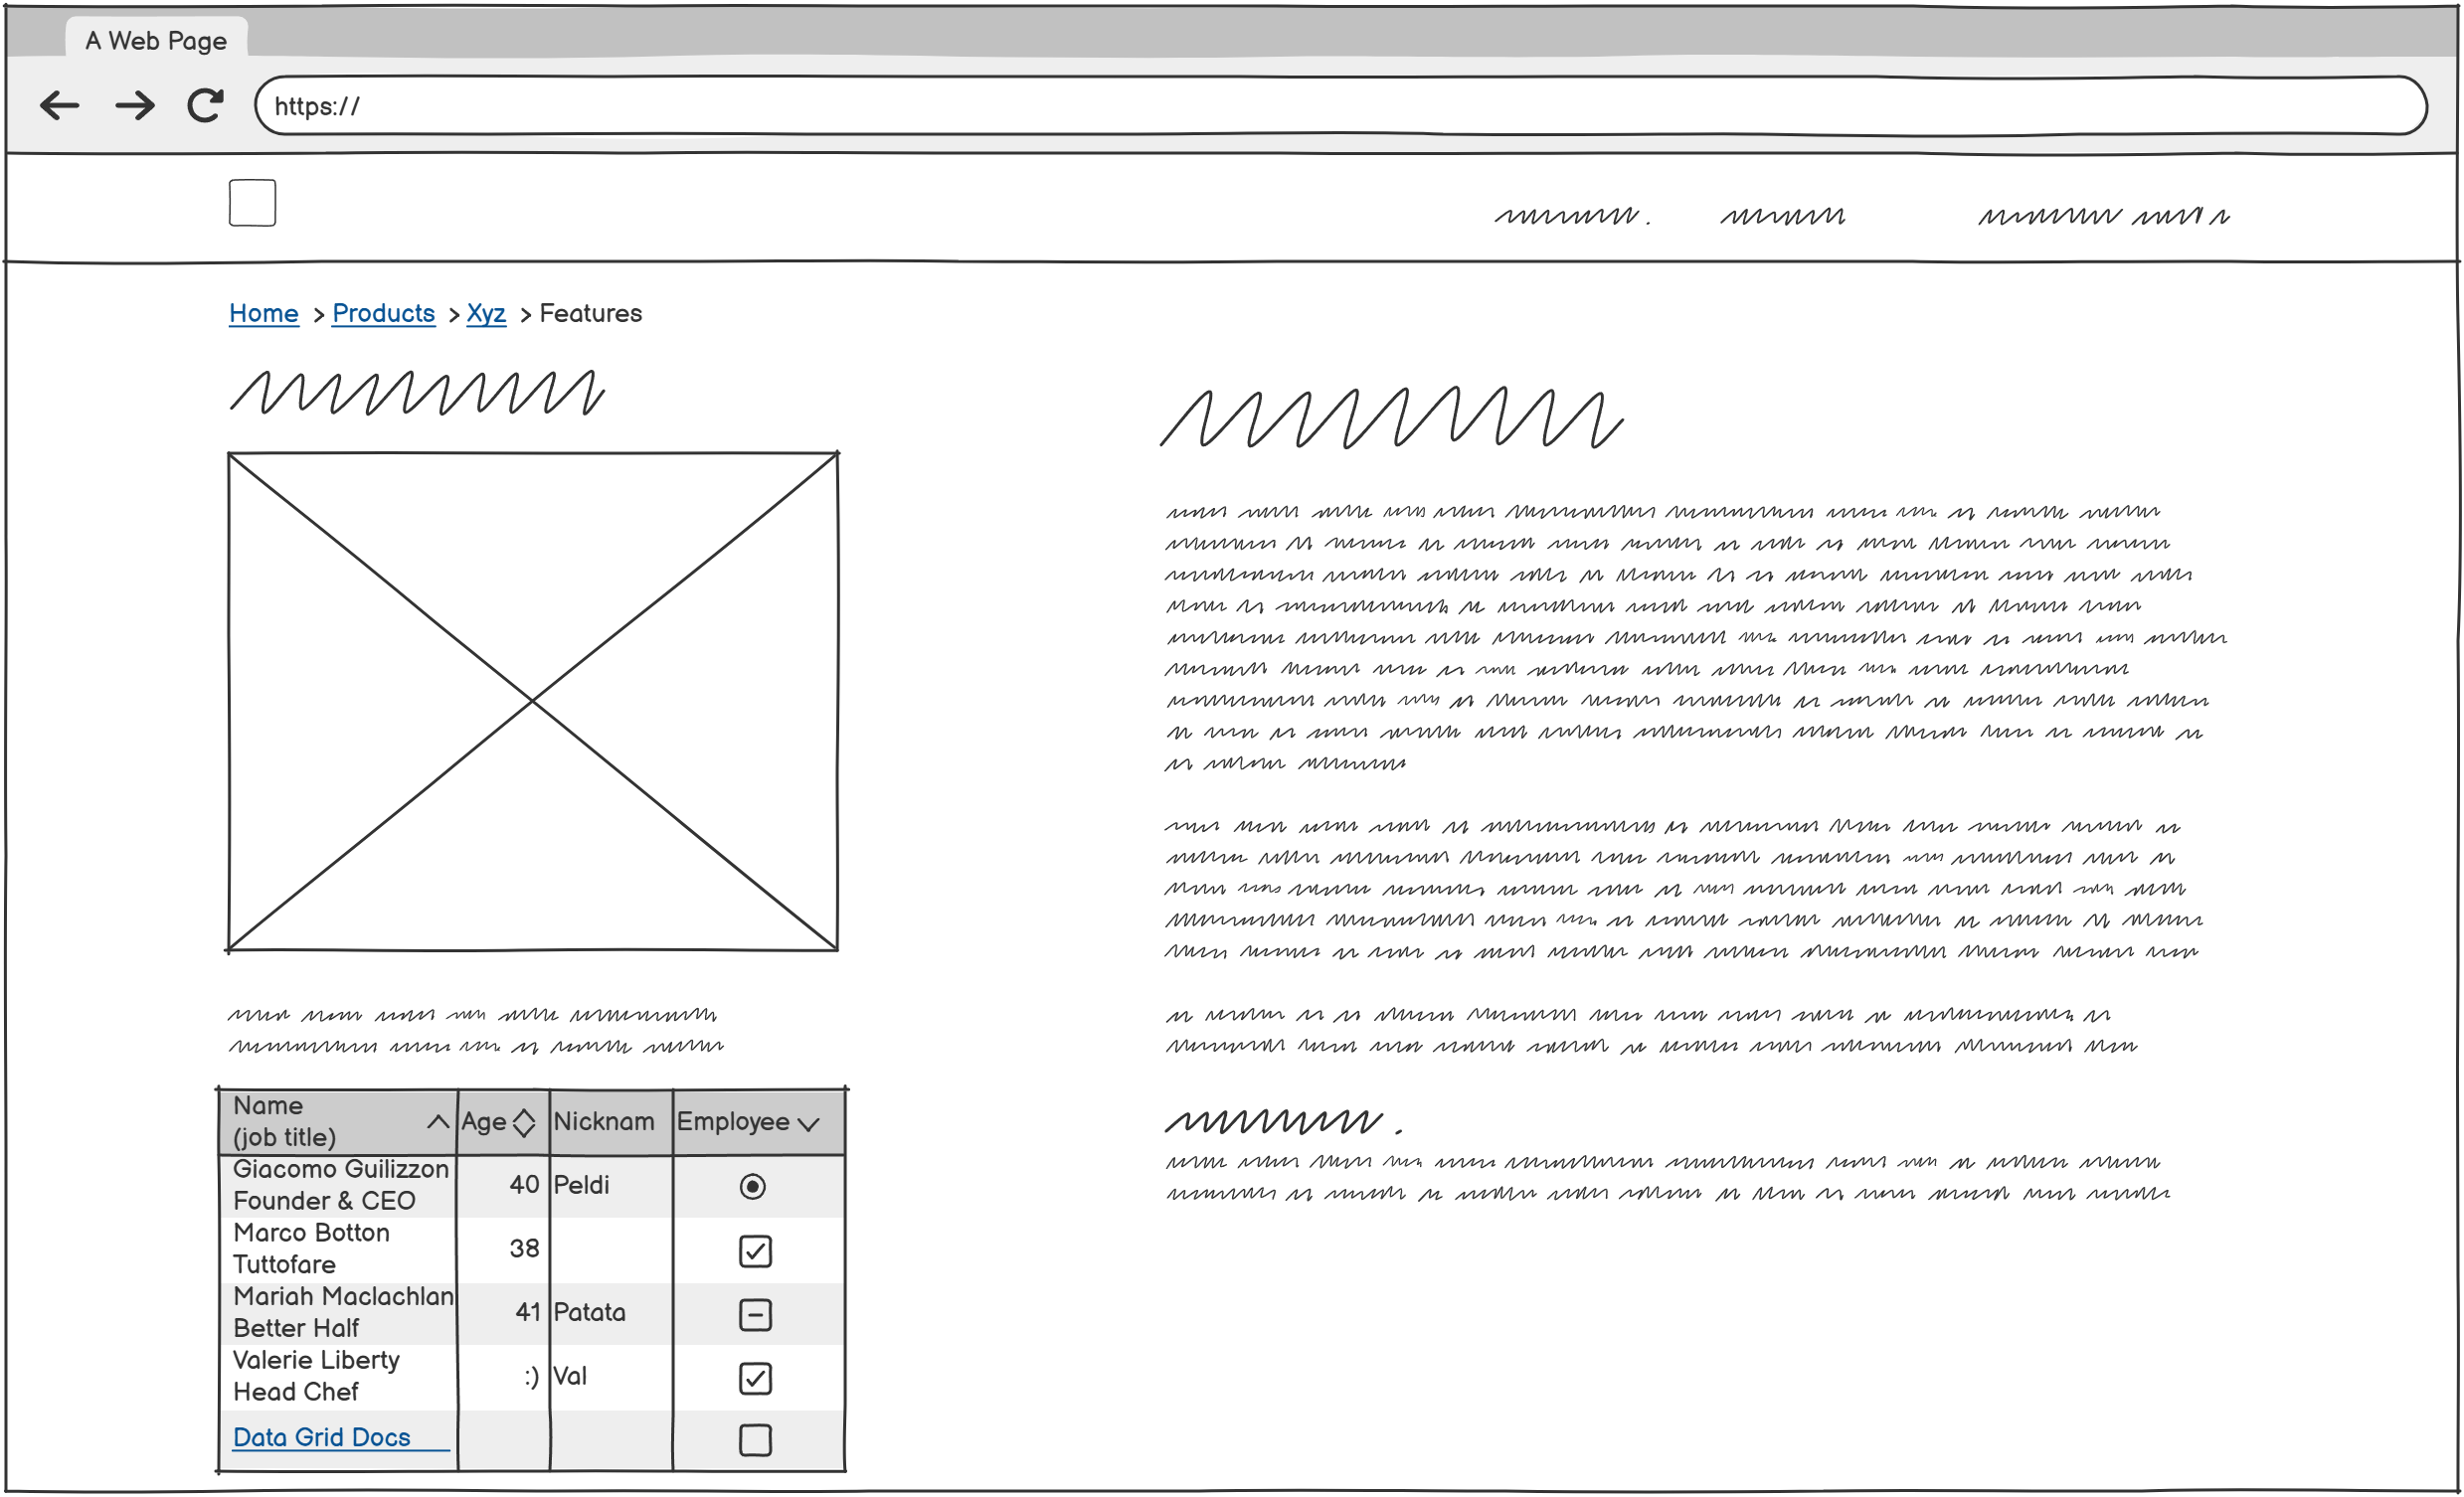 A Web Page
https://
Home > Products > Xyz > Features
Name
(job title) Age Nicknam Employee
Giacomo Guilizzon
Founder & CEO 40 Peldi
Marco Botton
Tuttofare 38
Mariah Maclachlan
Better Half 41 Patata
Valerie Liberty
Head Chef :) Val
Data Grid Docs